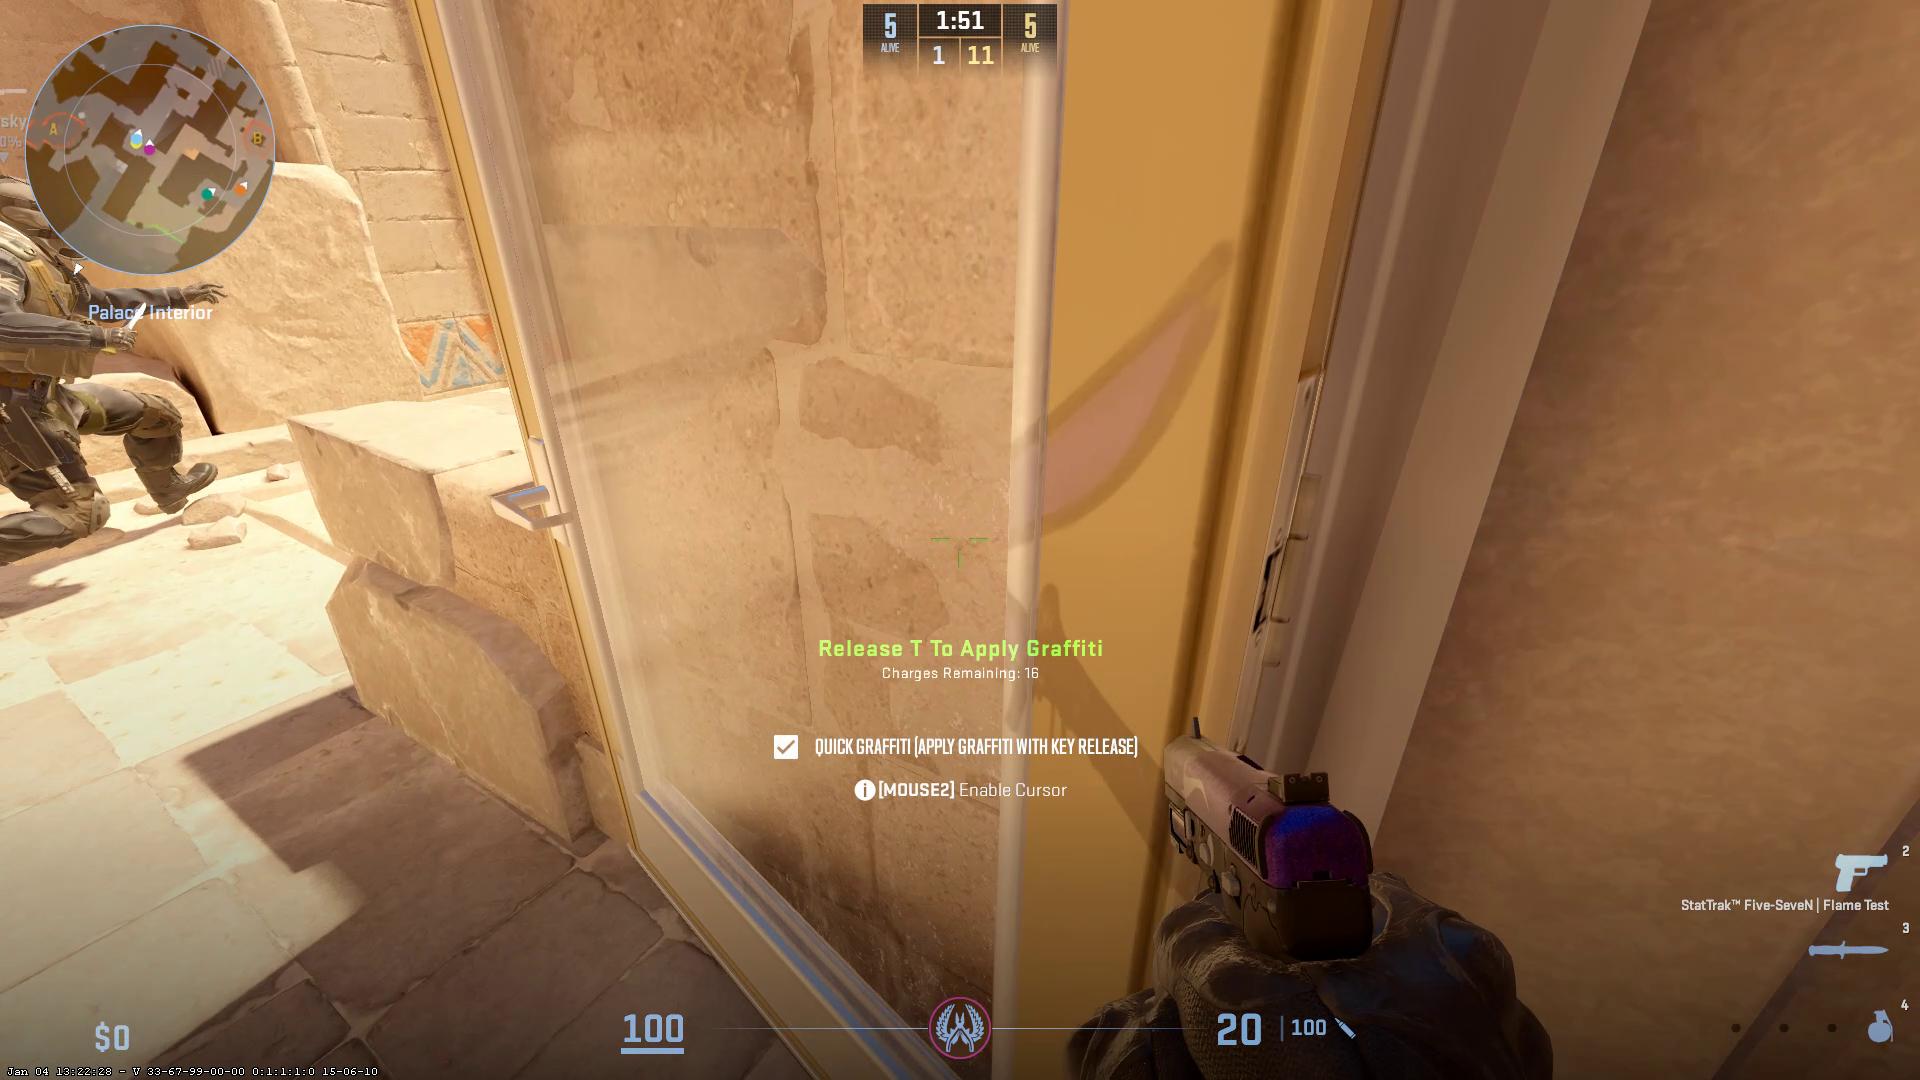 5
ALIVE
1:51
1
11
5
ALIVE
A
B
sky
0%
Palace Interior
Release T To Apply Graffiti
Charges Remaining: 16
QUICK GRAFFITI (APPLY GRAFFITI WITH KEY RELEASE)
[MOUSE2] Enable Cursor
2
StatTrak™ Five-SeveN | Flame Test
3
4
$0
100
20
100
Jan 04 13:22:28 - V 33-67-99-00-00 0:1:1:1:0 15-06-10